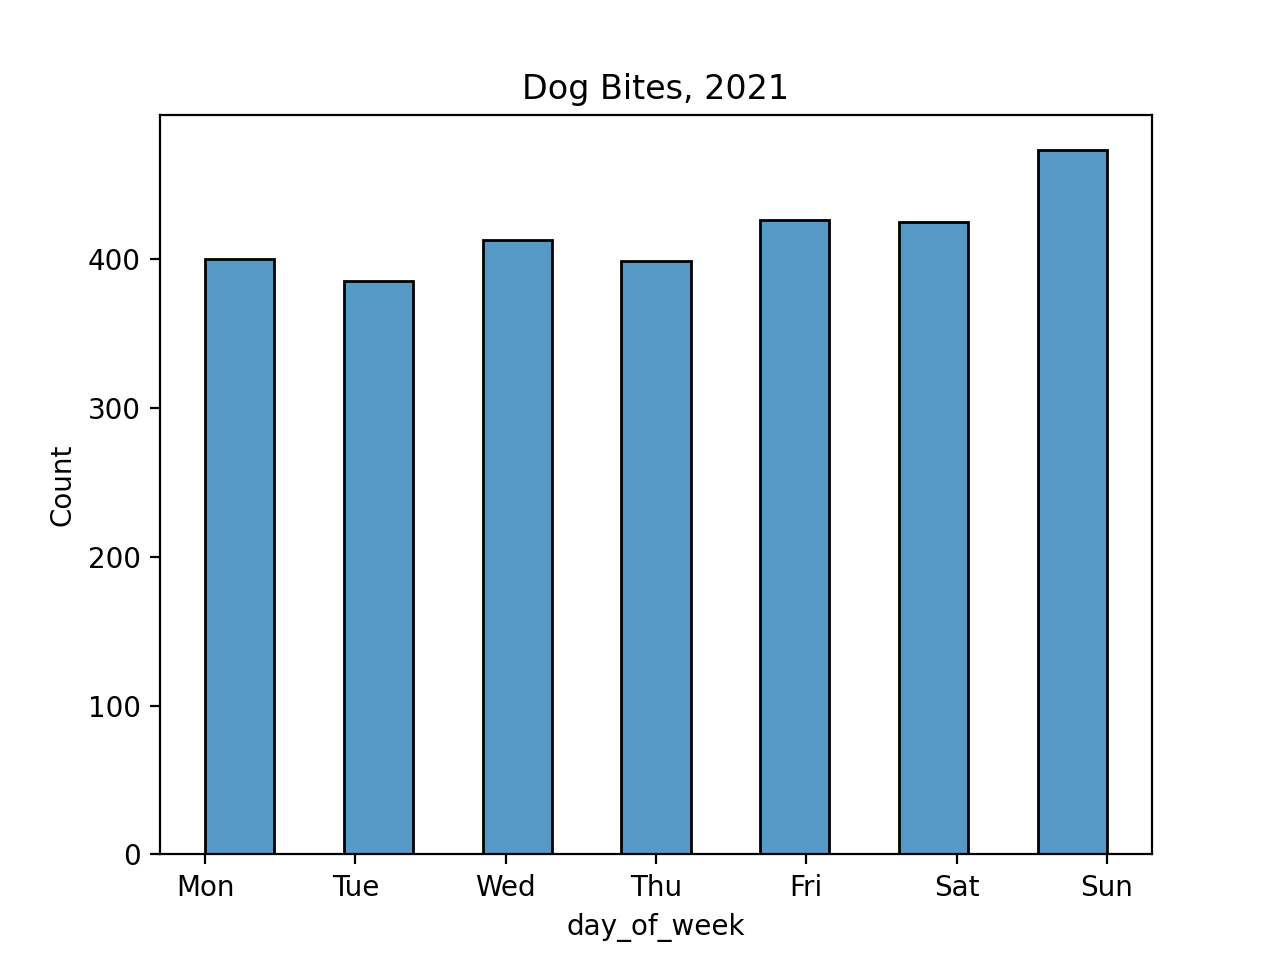 Dog Bites, 2021
400
300
200
100
0
Count
Mon Tue Wed Thu Fri Sat Sun
day_of_week